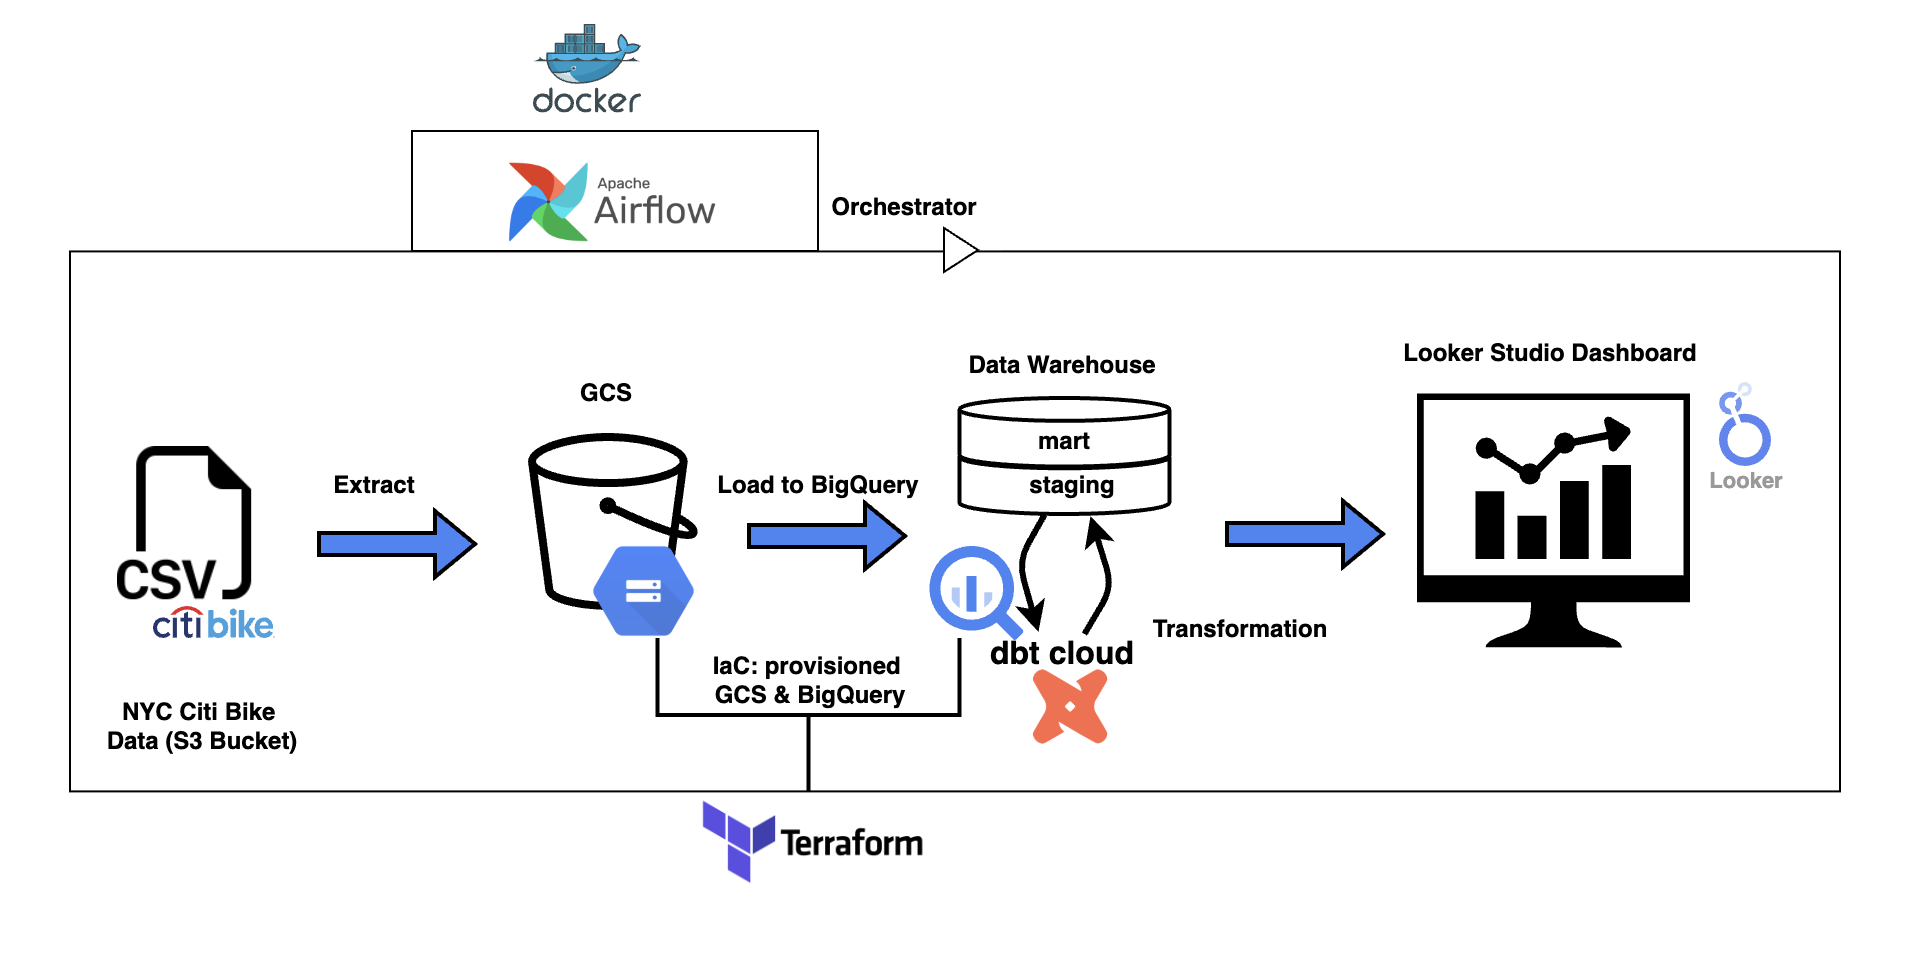 docker
Apache
Airflow
Orchestrator
Looker Studio Dashboard
Data Warehouse
GCS
mart
staging
Extract
Load to BigQuery
Looker
CSV
citi bike
Transformation
dbt cloud
IaC: provisioned
GCS & BigQuery
NYC Citi Bike
Data (S3 Bucket)
Terraform